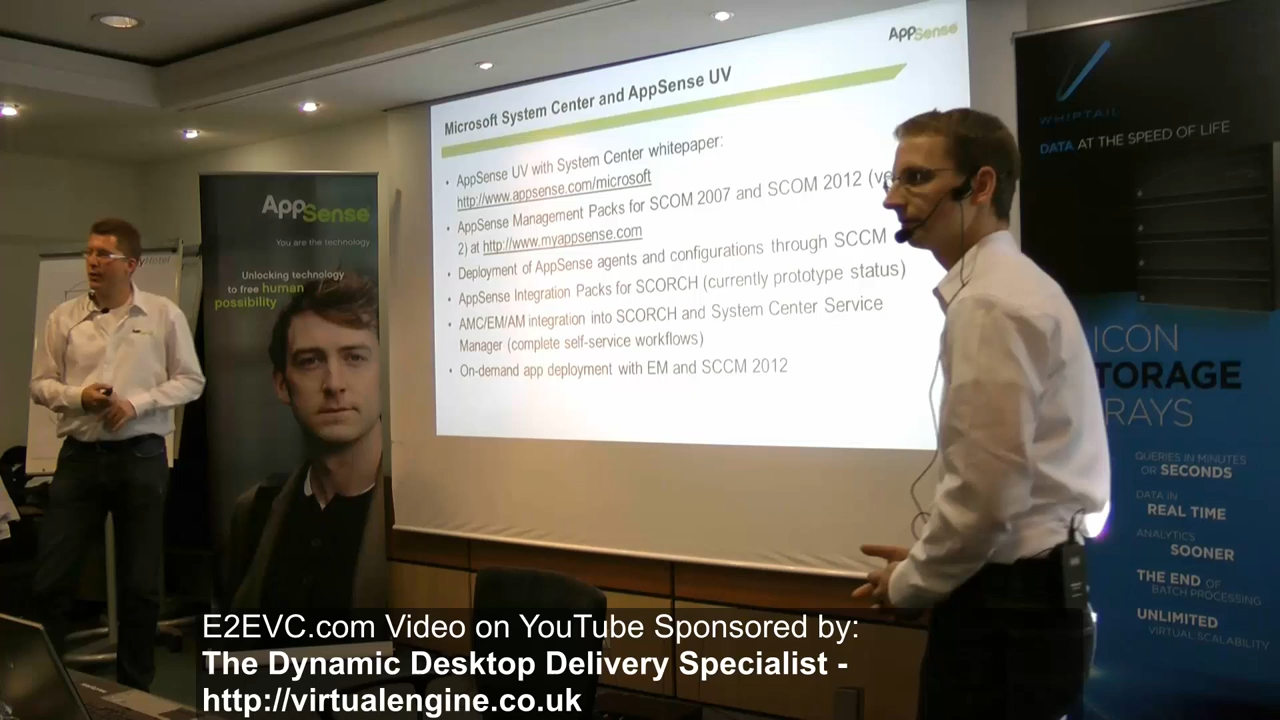 AppSense
Microsoft System Center and AppSense UV
• AppSense UV with System Center whitepaper:
http://www.appsense.com/microsoft
• AppSense Management Packs for SCOM 2007 and SCOM 2012 (ve
2) at http://www.myappsense.com
• Deployment of AppSense agents and configurations through SCCM
• AppSense Integration Packs for SCORCH (currently prototype status)
• AMC/EM/AM integration into SCORCH and System Center Service
Manager (complete self-service workflows)
• On-demand app deployment with EM and SCCM 2012
AppSense
You are the technology
Unlocking technology
to free human
possibility
WHIPTAIL
DATA AT THE SPEED OF LIFE
ICON
TORAGE
RAYS
QUERIES IN MINUTES
OR SECONDS
DATA IN
REAL TIME
ANALYTICS
SOONER
THE END OF
BATCH PROCESSING
UNLIMITED
VIRTUAL SCALABILITY
E2EVC.com Video on YouTube Sponsored by:
The Dynamic Desktop Delivery Specialist -
http://virtualengine.co.uk